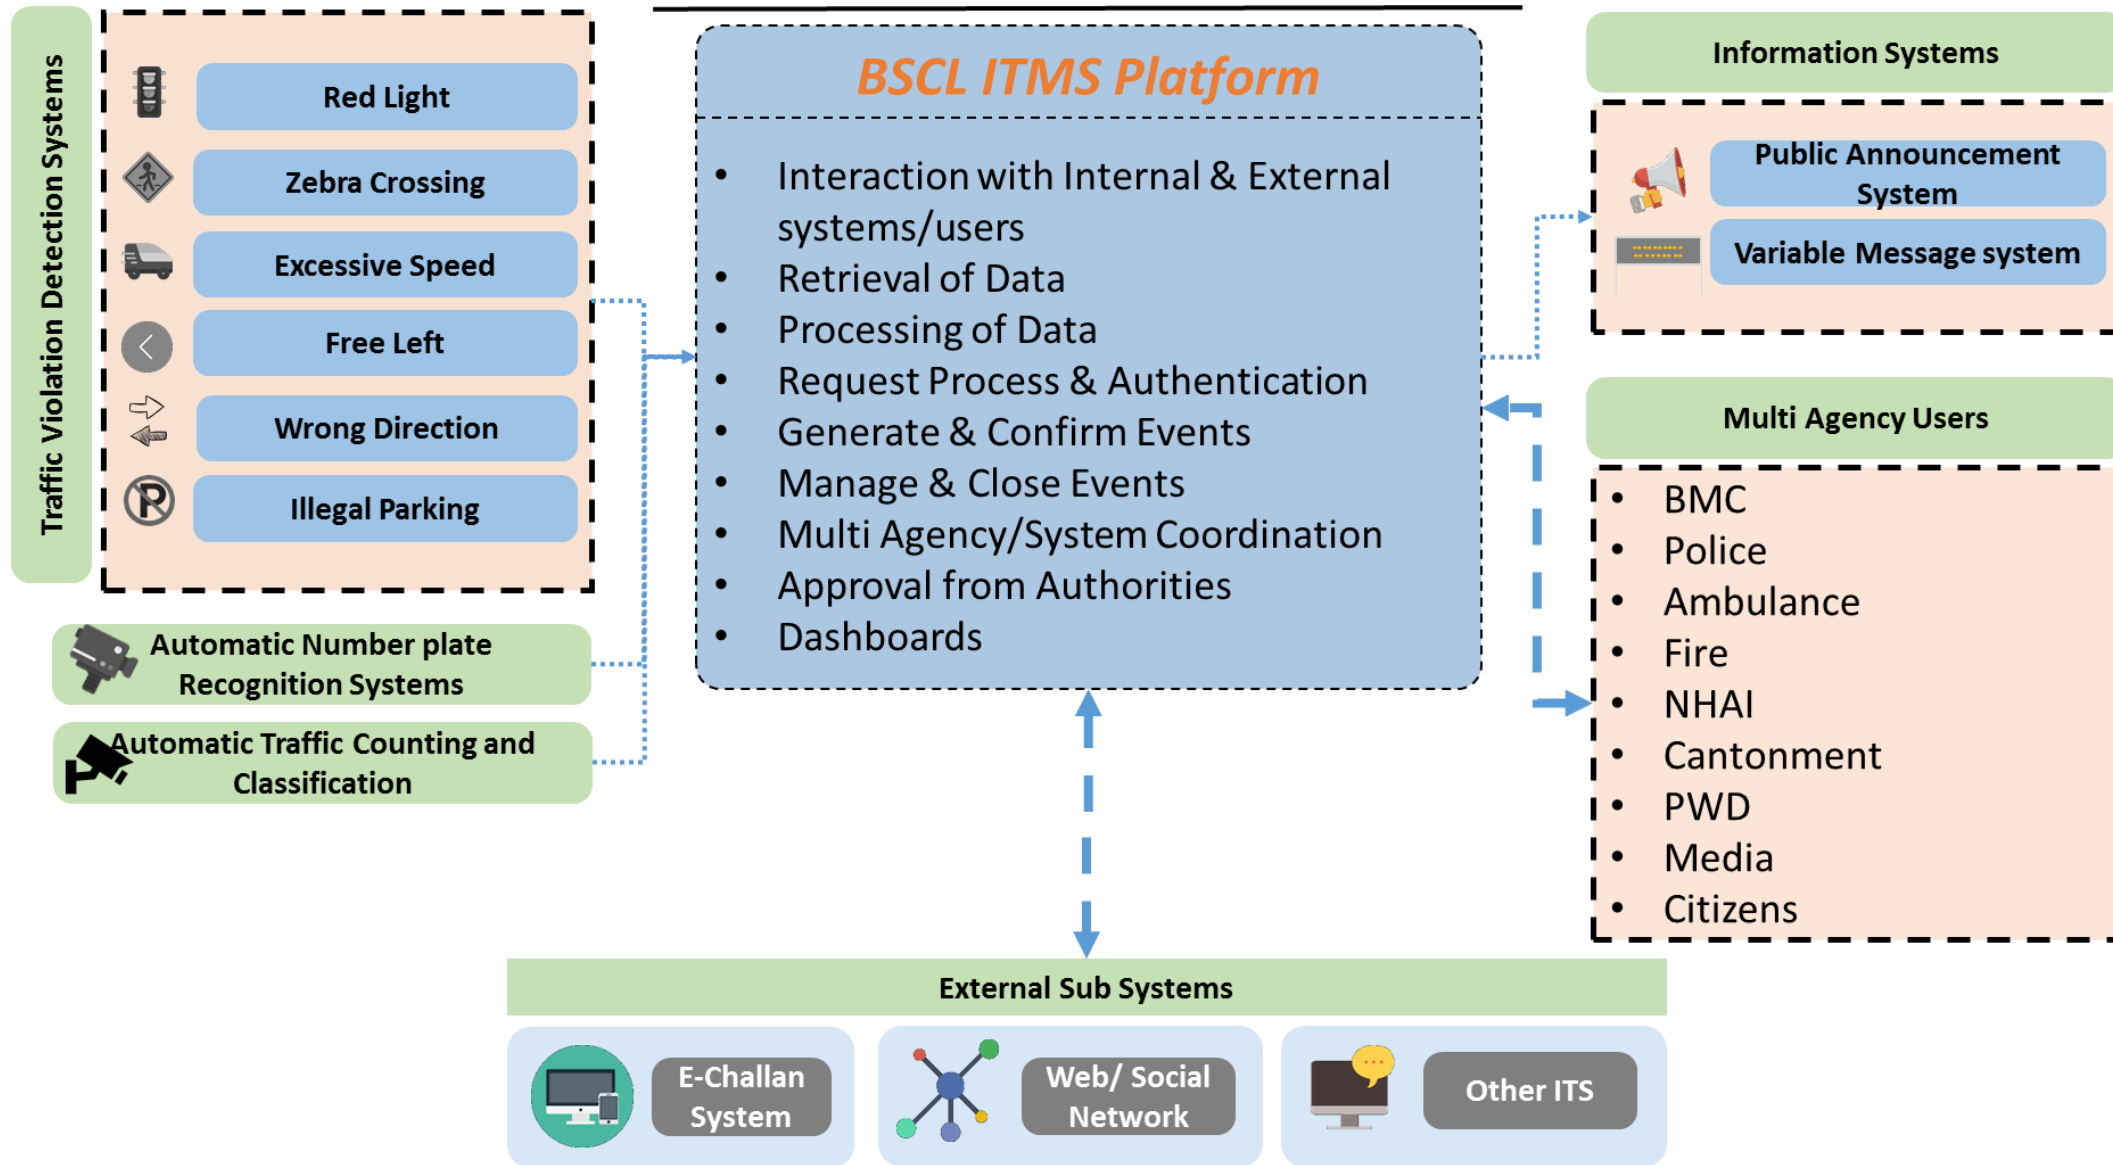 Traffic Violation Detection Systems
Red Light
Zebra Crossing
Excessive Speed
Free Left
Wrong Direction
Illegal Parking
Automatic Number plate
Recognition Systems
Automatic Traffic Counting and
Classification
BSCL ITMS Platform
• Interaction with Internal & External
systems/users
• Retrieval of Data
• Processing of Data
• Request Process & Authentication
• Generate & Confirm Events
• Manage & Close Events
• Multi Agency/System Coordination
• Approval from Authorities
• Dashboards
Information Systems
Public Announcement
System
Variable Message system
Multi Agency Users
• BMC
• Police
• Ambulance
• Fire
• NHAI
• Cantonment
• PWD
• Media
• Citizens
External Sub Systems
E-Challan
System
Web/ Social
Network
Other ITS